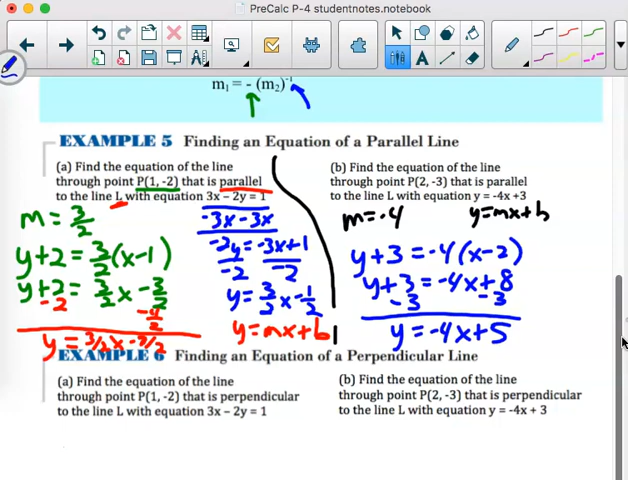 PreCalc P-4 studentnotes.notebook
m₁ = - (m₂)⁻¹
EXAMPLE 5 Finding an Equation of a Parallel Line
(a) Find the equation of the line
through point P(1, -2) that is parallel
to the line L with equation 3x – 2y = 1
m = 3/2
y+2 = 3/2(x-1)
y+2 = 3/2x - 3/2
-2 -4/2
y = 3/2x - 7/2
-3x -3x
-2y = -3x+1
-2 -2
y = 3/2x - 1/2
y=mx+b
(b) Find the equation of the line
through point P(2, -3) that is parallel
to the line L with equation y = -4x +3
m=-4 y=mx+b
y+3 = -4(x-2)
y+3 = -4x+8
-3 -3
y = -4x+5
EXAMPLE 6 Finding an Equation of a Perpendicular Line
(a) Find the equation of the line
through point P(1, -2) that is perpendicular
to the line L with equation 3x – 2y = 1
(b) Find the equation of the line
through point P(2, -3) that is perpendicular
to the line L with equation y = -4x + 3